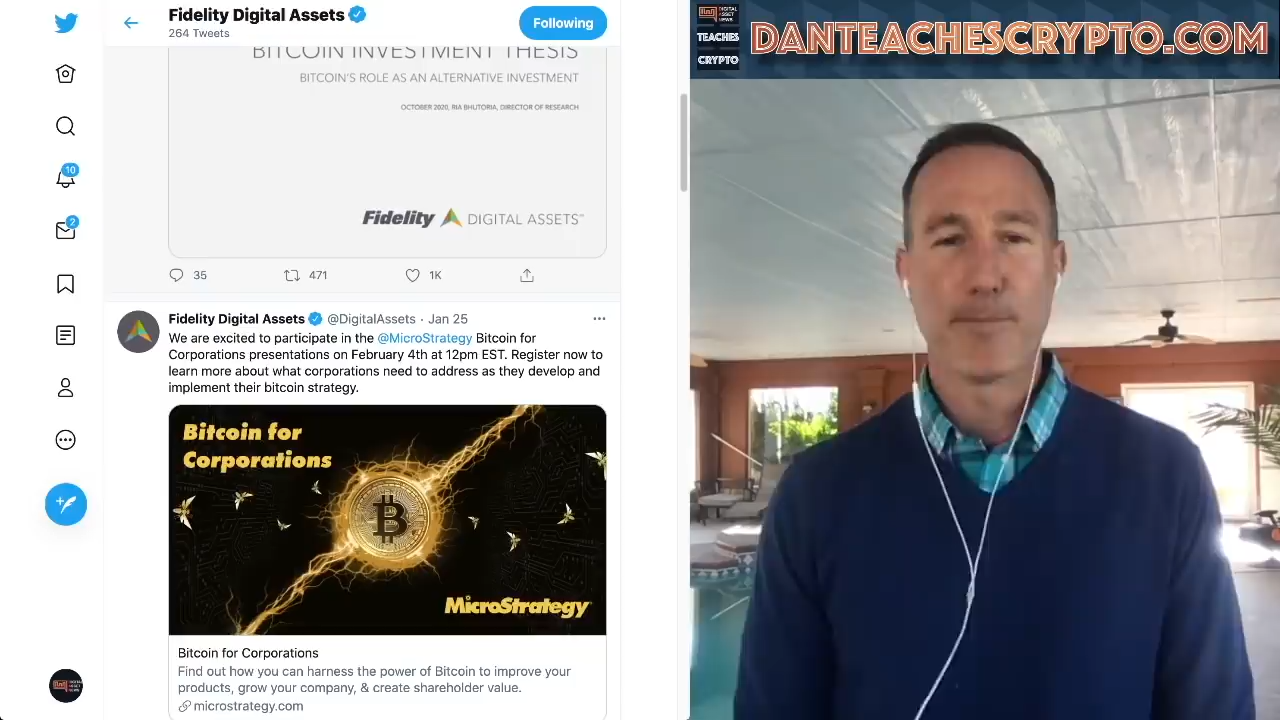 Fidelity Digital Assets
264 Tweets
Following
BITCOIN INVESTMENT THESIS
BITCOIN'S ROLE AS AN ALTERNATIVE INVESTMENT
OCTOBER 2020, RIA BHUTORIA, DIRECTOR OF RESEARCH
Fidelity DIGITAL ASSETS℠
35 471 1K
10
2
Fidelity Digital Assets @DigitalAssets · Jan 25
We are excited to participate in the @MicroStrategy Bitcoin for
Corporations presentations on February 4th at 12pm EST. Register now to
learn more about what corporations need to address as they develop and
implement their bitcoin strategy.
Bitcoin for
Corporations
MicroStrategy
Bitcoin for Corporations
Find out how you can harness the power of Bitcoin to improve your
products, grow your company, & create shareholder value.
microstrategy.com
DIGITAL
ASSET
NEWS
TEACHES
CRYPTO
DANTEACHESCRYPTO.COM